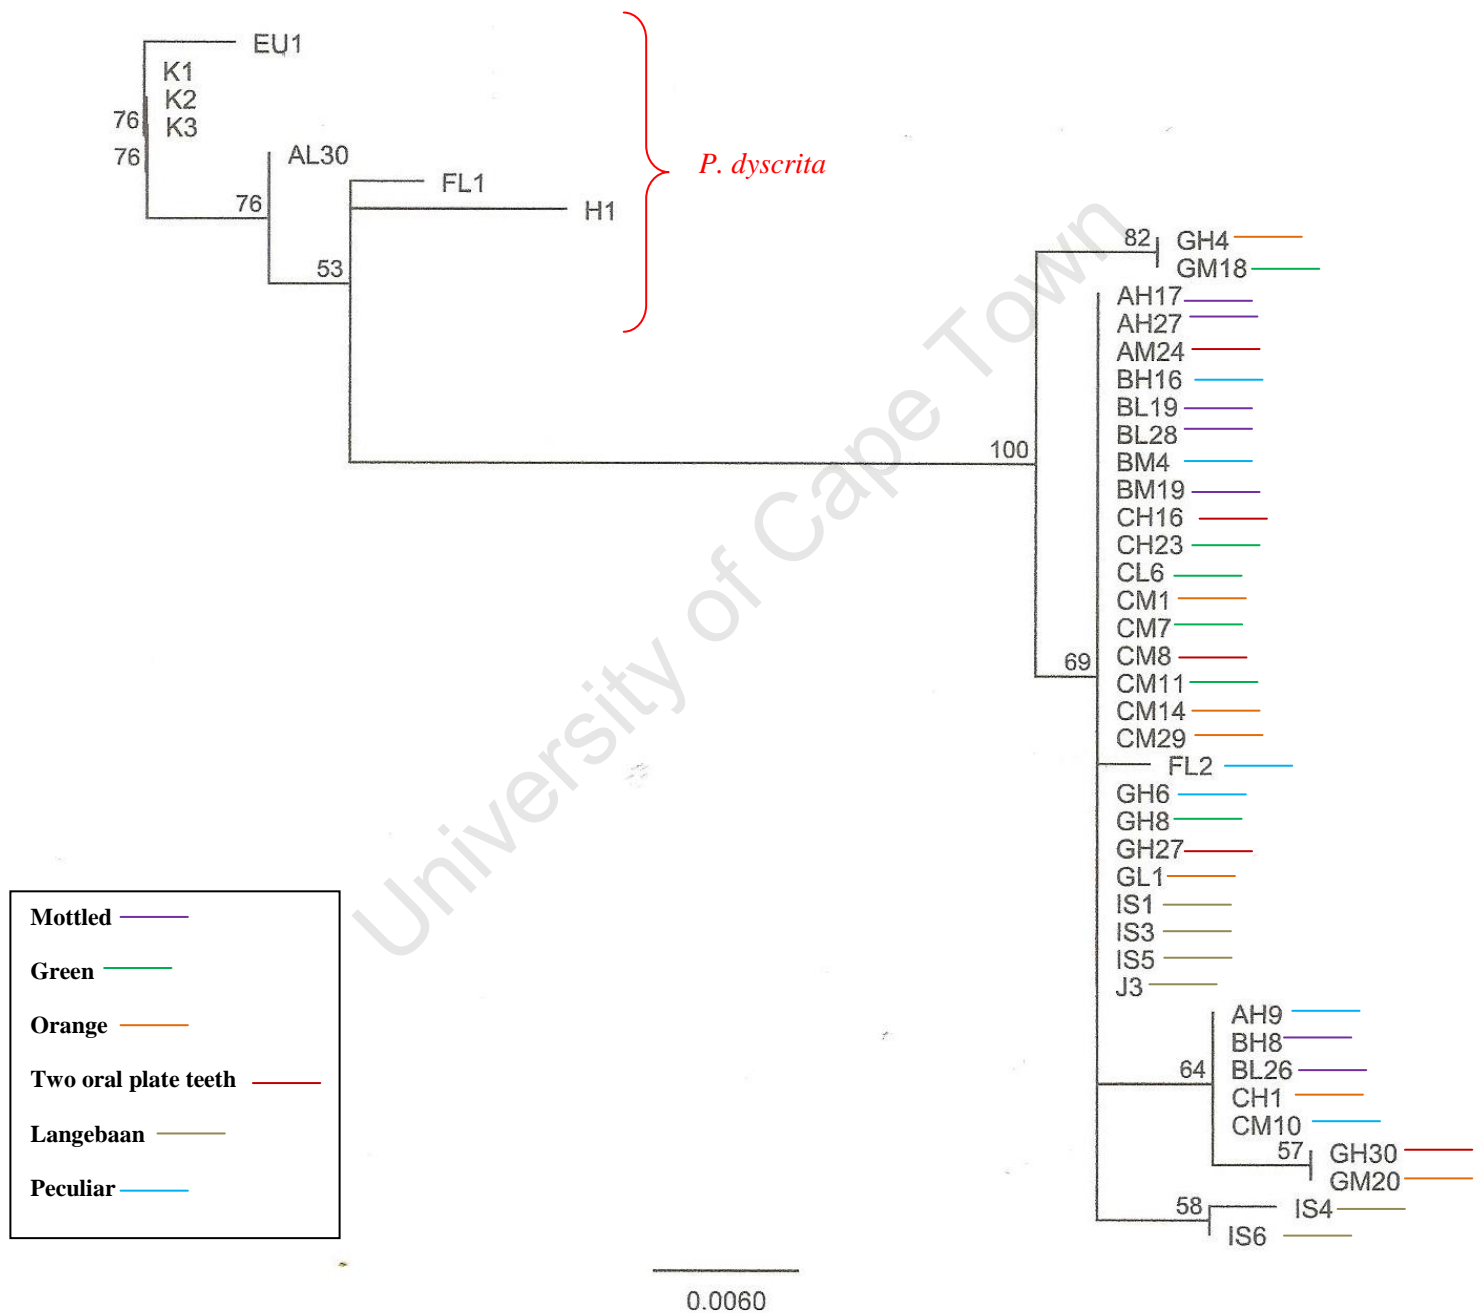 EU1
K1
K2
K3
76
76
AL30
76
FL1
H1
53
P. dyscrita
82
GH4
GM18
100
AH17
AH27
AM24
BH16
BL19
BL28
BM4
BM19
CH16
CH23
CL6
CM1
CM7
69
CM8
CM11
CM14
CM29
FL2
GH6
GH8
GH27
GL1
IS1
IS3
IS5
J3
AH9
BH8
64
BL26
CH1
CM10
57
GH30
GM20
58
IS4
IS6
Mottled
Green
Orange
Two oral plate teeth
Langebaan
Peculiar
0.0060
University of Cape Town